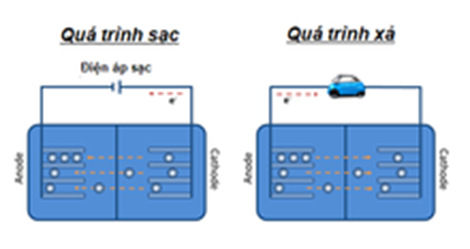 Quá trình sạc
Quá trình xả
Điện áp sạc
e-
e-
Anode
Cathode
Anode
Cathode